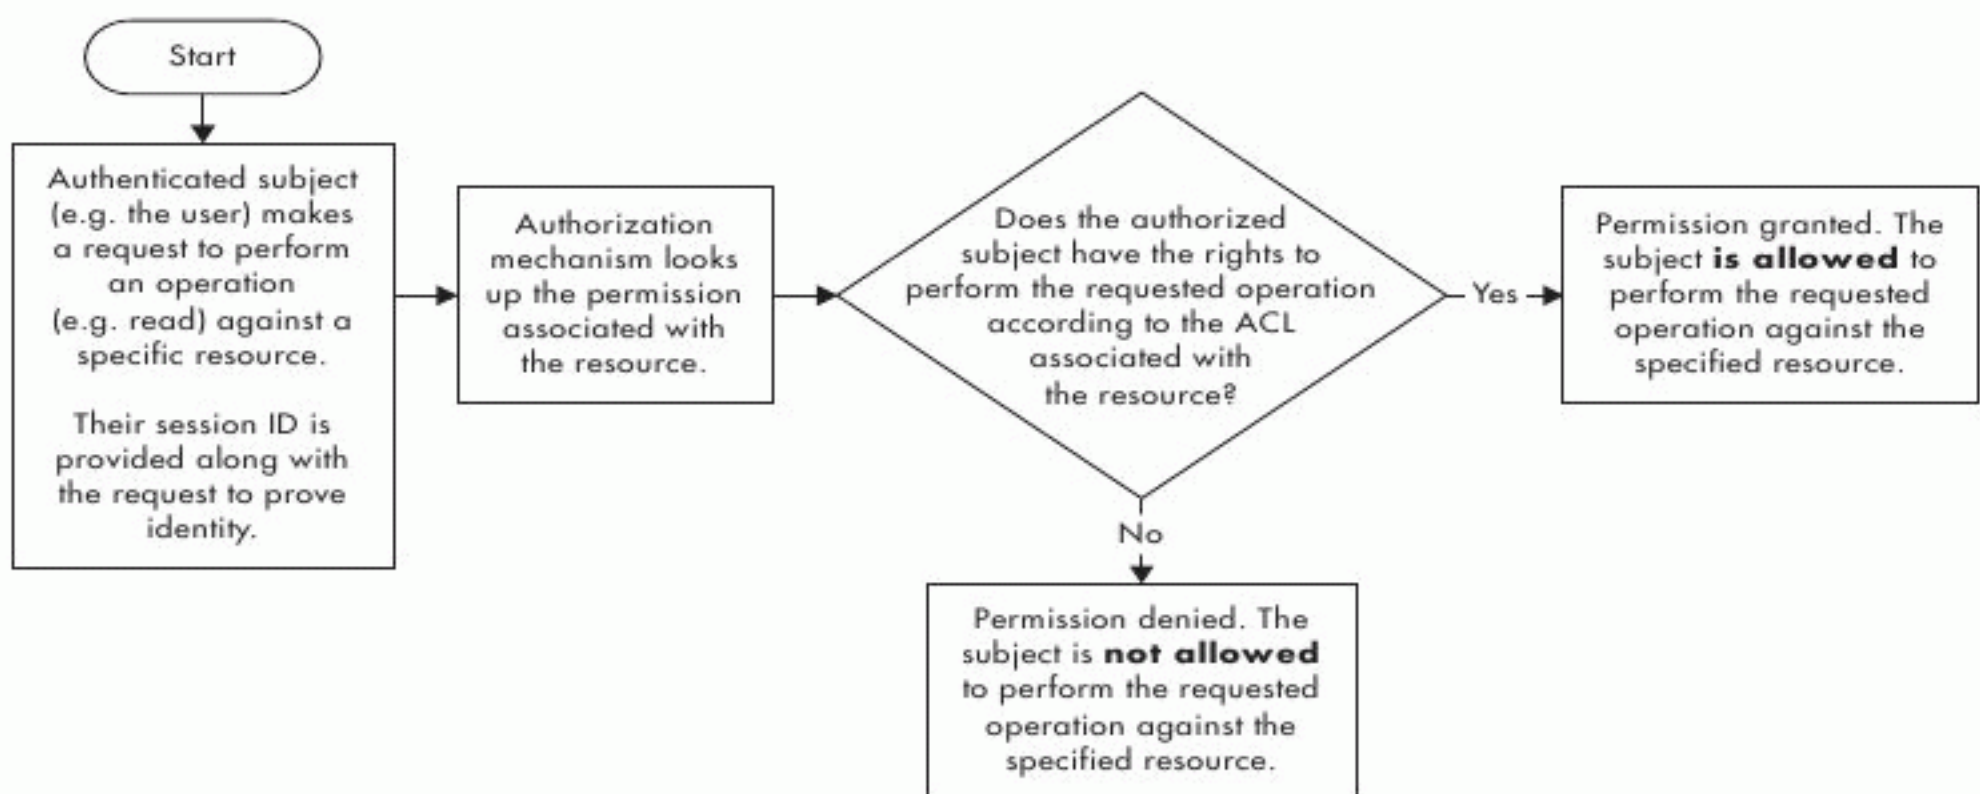 Start
Authenticated subject
(e.g. the user) makes
a request to perform
an operation
(e.g. read) against a
specific resource.
Their session ID is
provided along with
the request to prove
identity.
Authorization
mechanism looks
up the permission
associated with
the resource.
Does the authorized
subject have the rights to
perform the requested operation
according to the ACL
associated with
the resource?
Yes
Permission granted. The
subject is allowed to
perform the requested
operation against the
specified resource.
No
Permission denied. The
subject is not allowed
to perform the requested
operation against the
specified resource.